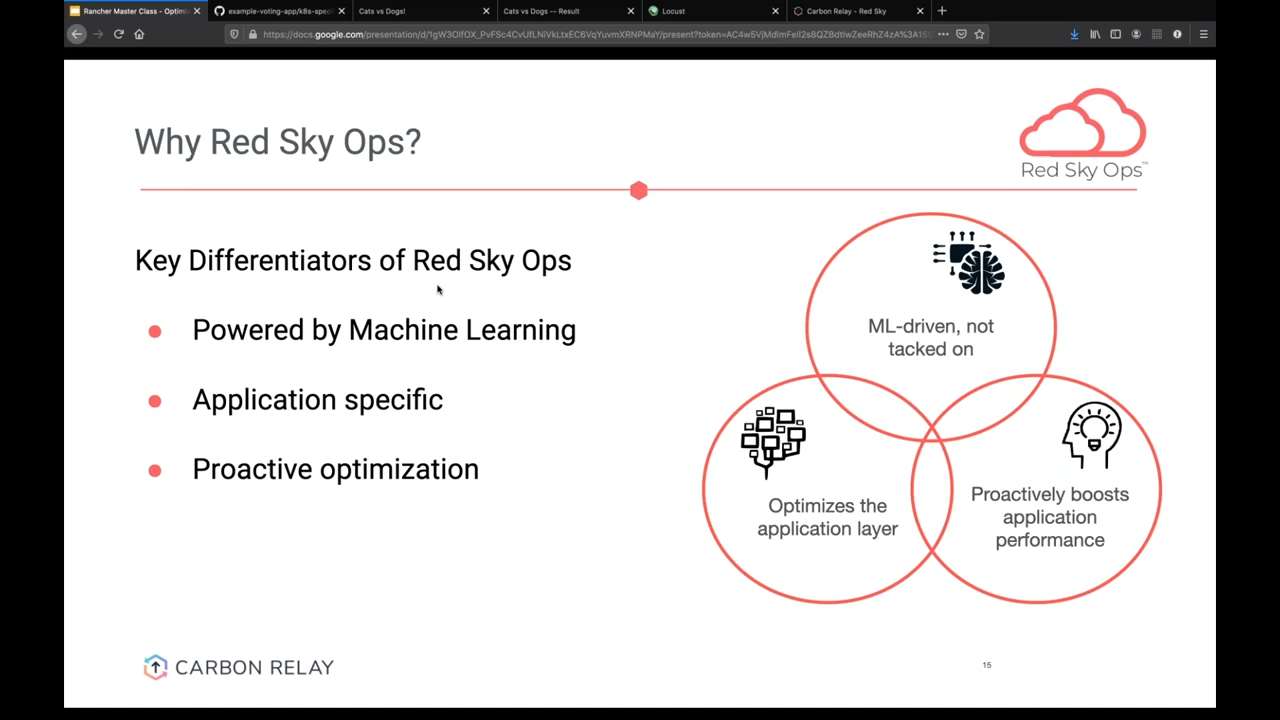 Rancher Master Class - Optimi
example-voting-app/k8s-speci
Cats vs Dogs!
Cats vs Dogs -- Result
Locust
Carbon Relay - Red Sky
Why Red Sky Ops?
Red Sky Ops™
Key Differentiators of Red Sky Ops
Powered by Machine Learning
Application specific
Proactive optimization
ML-driven, not
tacked on
Optimizes the
application layer
Proactively boosts
application
performance
CARBON RELAY
15